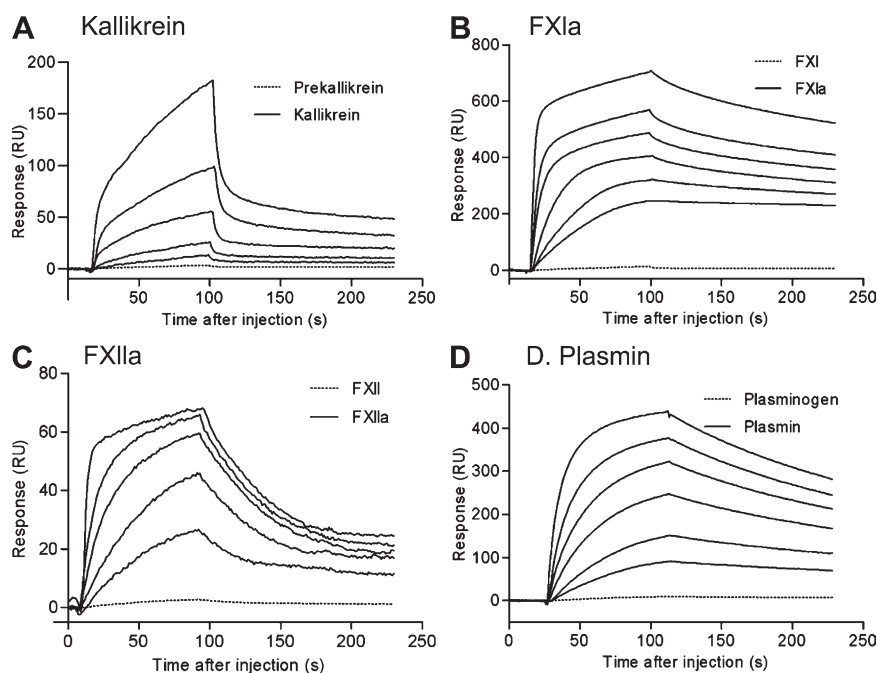 A Kallikrein
200
150
100
50
0
Response (RU)
Prekallikrein
Kallikrein
50 100 150 200 250
Time after injection (s)
B FXIa
800
600
400
200
0
Response (RU)
FXI
FXIa
0 50 100 150 200 250
Time after injection (s)
C FXIIa
80
60
40
20
0
Response (RU)
FXII
FXIIa
0 50 100 150 200 250
Time after injection (s)
D D. Plasmin
500
400
300
200
100
0
Response (RU)
Plasminogen
Plasmin
0 50 100 150 200 250
Time after injection (s)